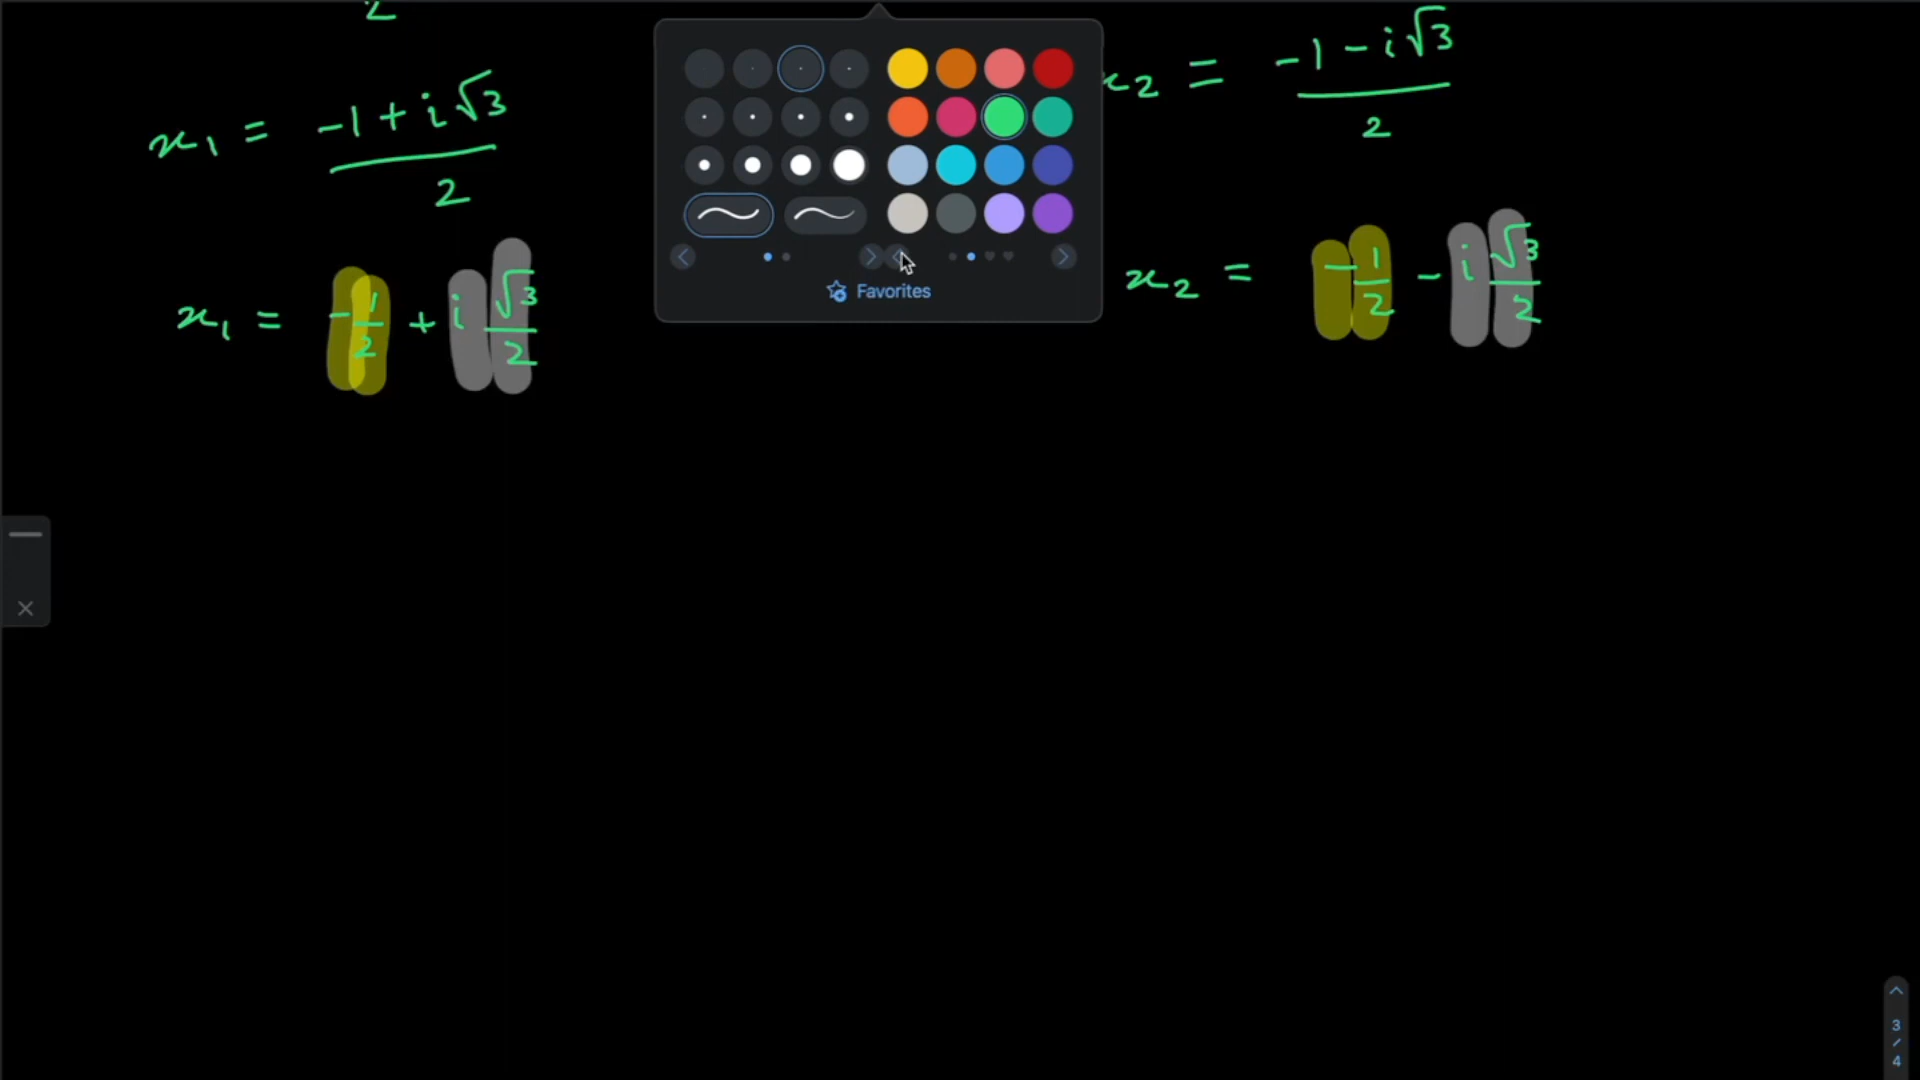 2
x₁ = (-1 + i√3)/2
x₂ = (-1 - i√3)/2
x₁ = -1/2 + i √3/2
x₂ = -1/2 - i √3/2
Favorites
3
/
4